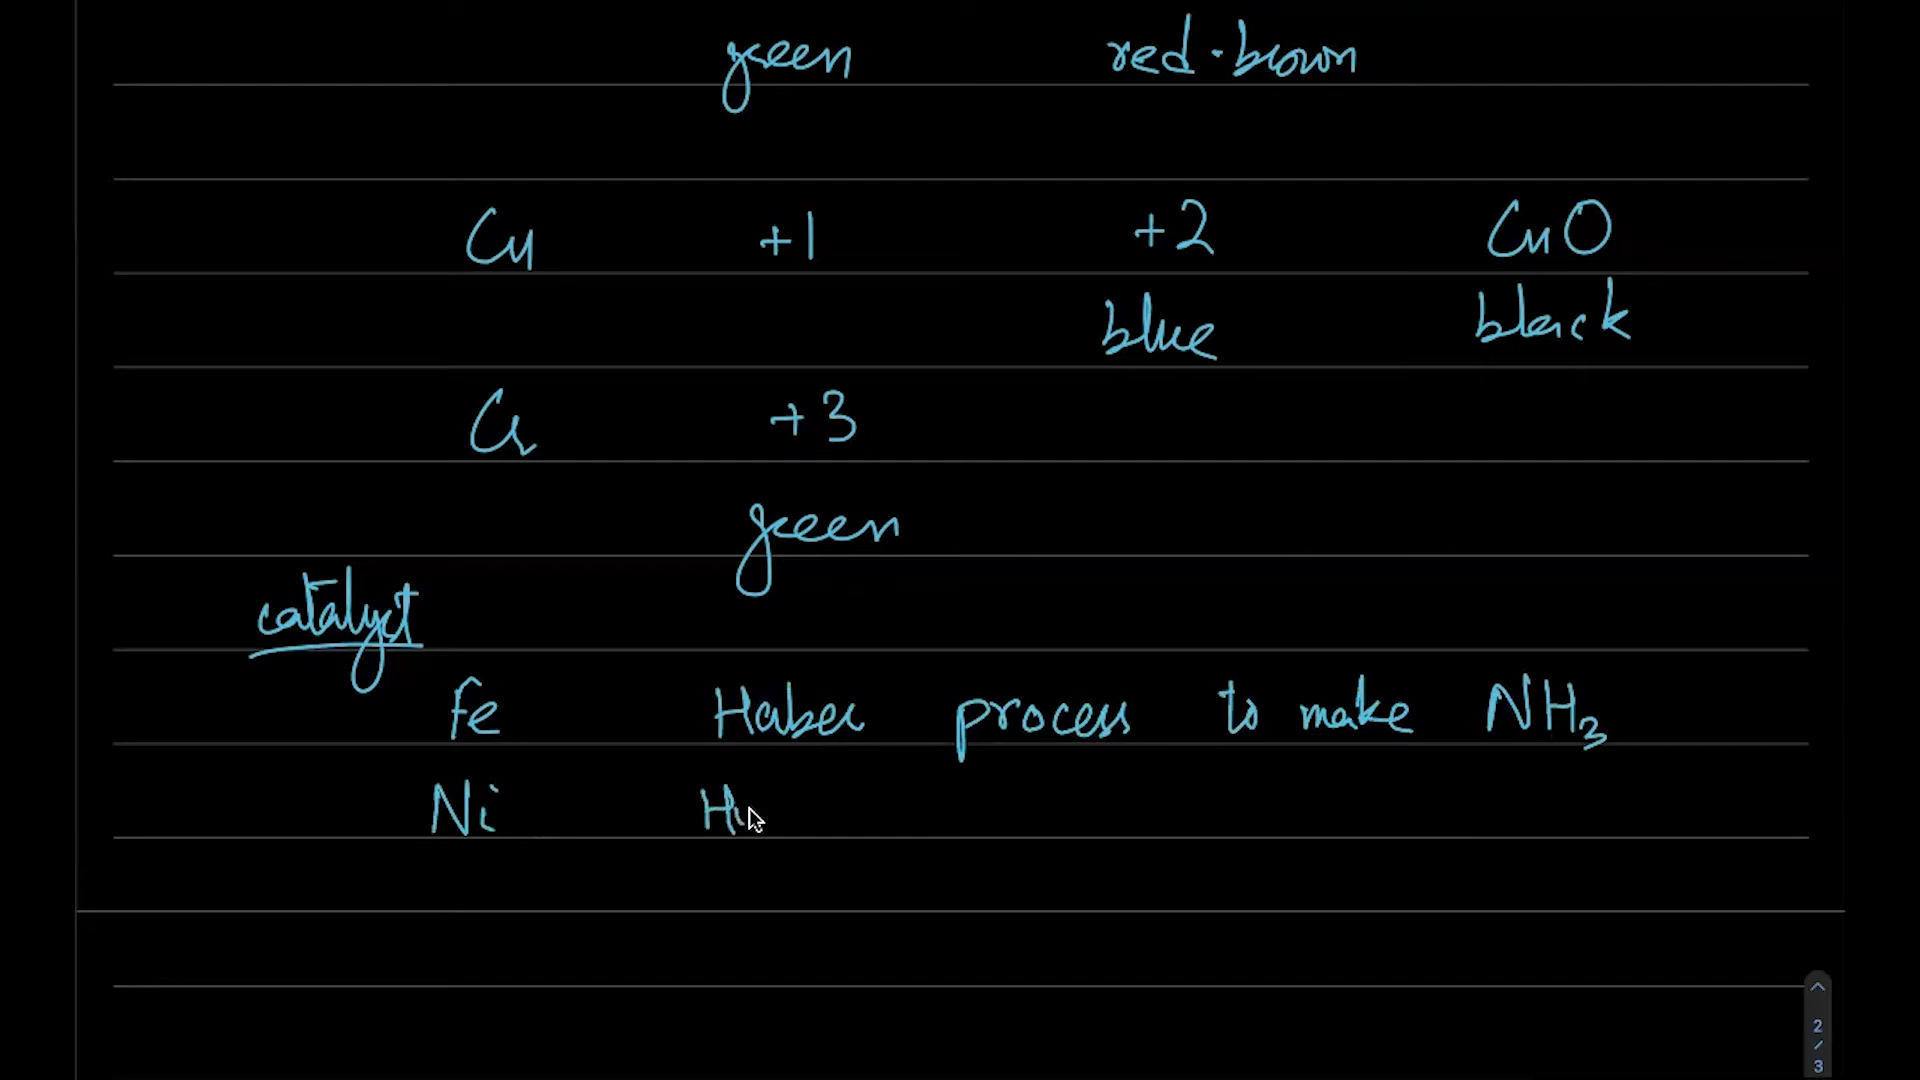 green red-brown
Cu +1 +2 CuO
blue black
Cr +3
green
catalyst
Fe Haber process to make NH₃
Ni
2
/
3